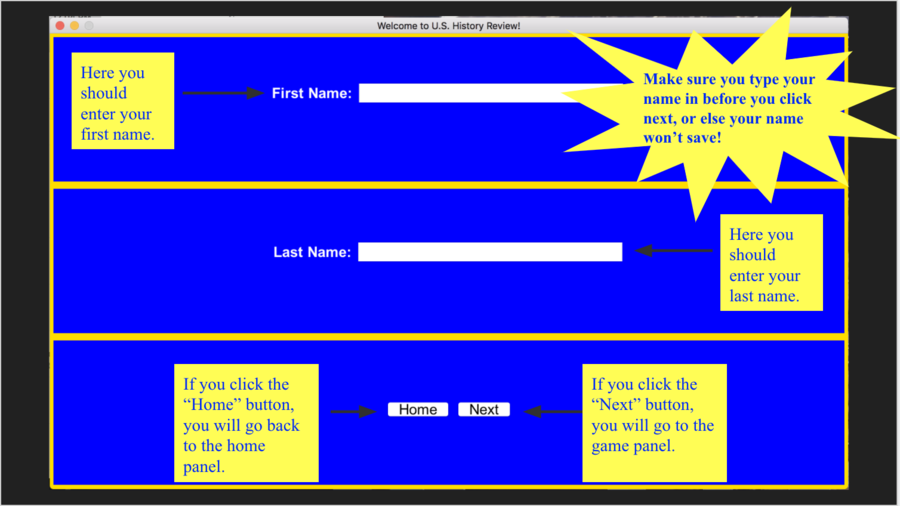 Welcome to U.S. History Review!
Here you
should
enter your
first name.
First Name:
Make sure you type your
name in before you click
next, or else your name
won’t save!
Last Name:
Here you
should
enter your
last name.
If you click the
“Home” button,
you will go back
to the home
panel.
Home
Next
If you click the
“Next” button,
you will go to the
game panel.